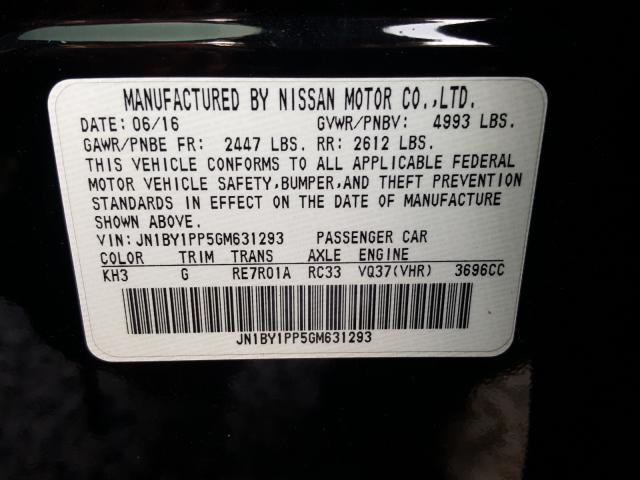 MANUFACTURED BY NISSAN MOTOR CO.,LTD.
DATE: 06/16 GVWR/PNBV: 4993 LBS.
GAWR/PNBE FR: 2447 LBS. RR: 2612 LBS.
THIS VEHICLE CONFORMS TO ALL APPLICABLE FEDERAL
MOTOR VEHICLE SAFETY,BUMPER,AND THEFT PREVENTION
STANDARDS IN EFFECT ON THE DATE OF MANUFACTURE
SHOWN ABOVE.
VIN: JN1BY1PP5GM631293 PASSENGER CAR
COLOR TRIM TRANS AXLE ENGINE
KH3 G RE7R01A RC33 VQ37(VHR) 3696CC
JN1BY1PP5GM631293